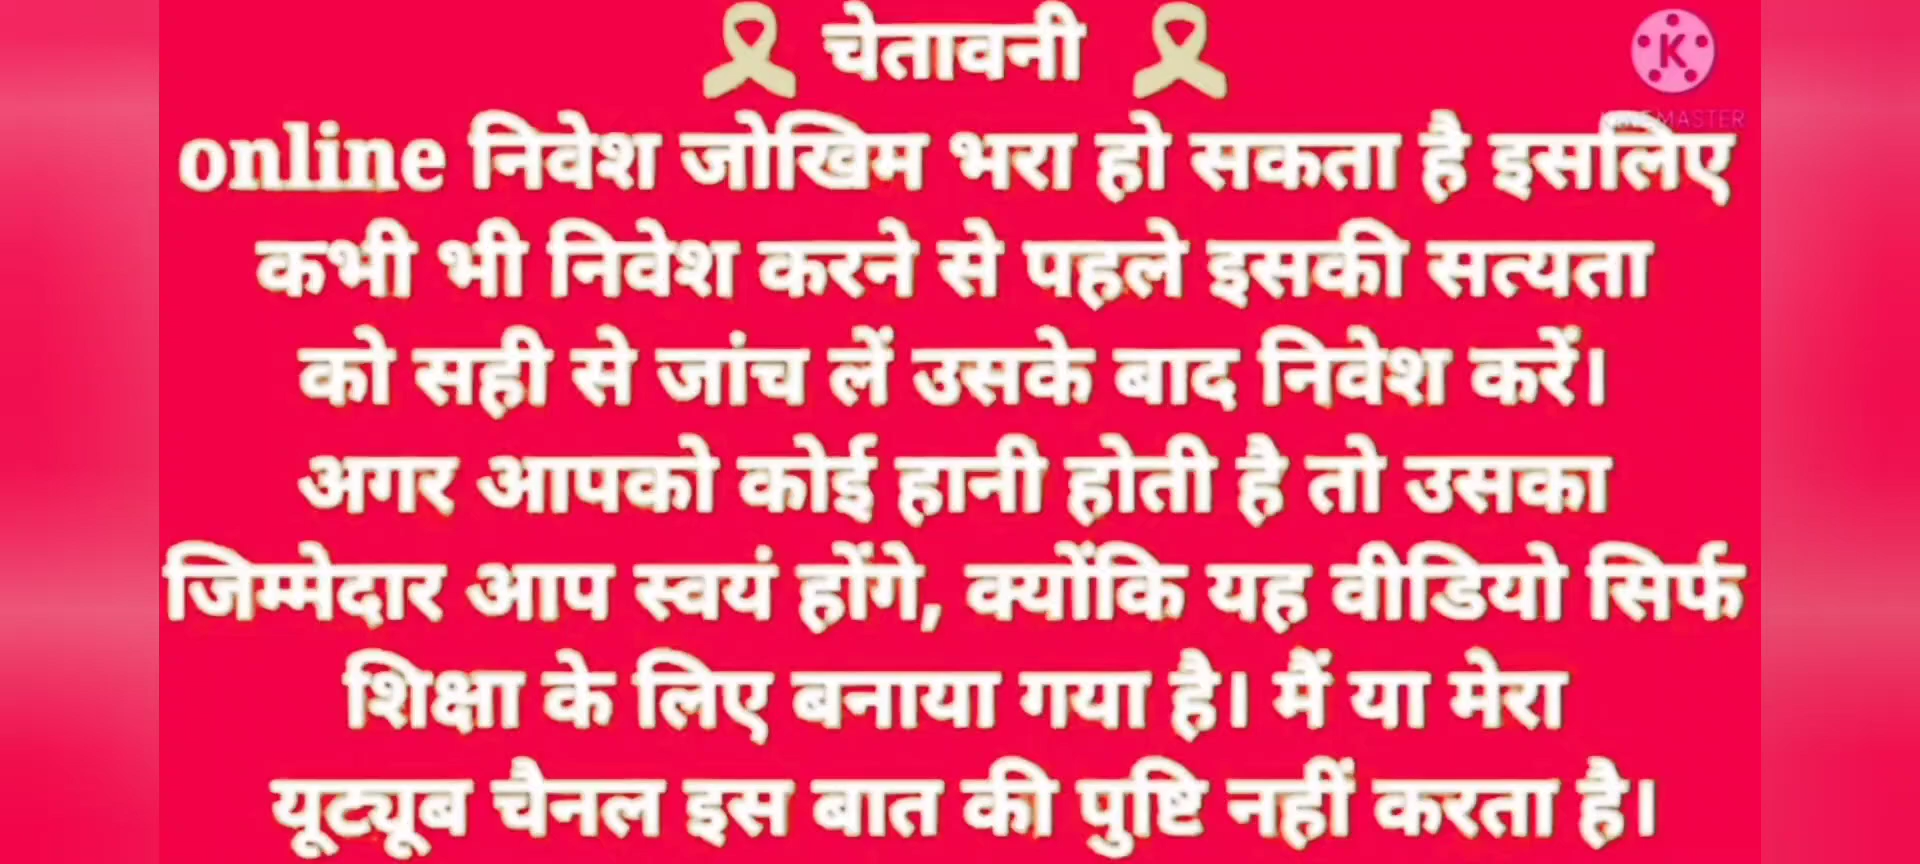 🎗 चेतावनी 🎗
KINEMASTER
online निवेश जोखिम भरा हो सकता है इसलिए
कभी भी निवेश करने से पहले इसकी सत्यता
को सही से जांच लें उसके बाद निवेश करें।
अगर आपको कोई हानी होती है तो उसका
जिम्मेदार आप स्वयं होंगे, क्योंकि यह वीडियो सिर्फ
शिक्षा के लिए बनाया गया है। मैं या मेरा
यूट्यूब चैनल इस बात की पुष्टि नहीं करता है।